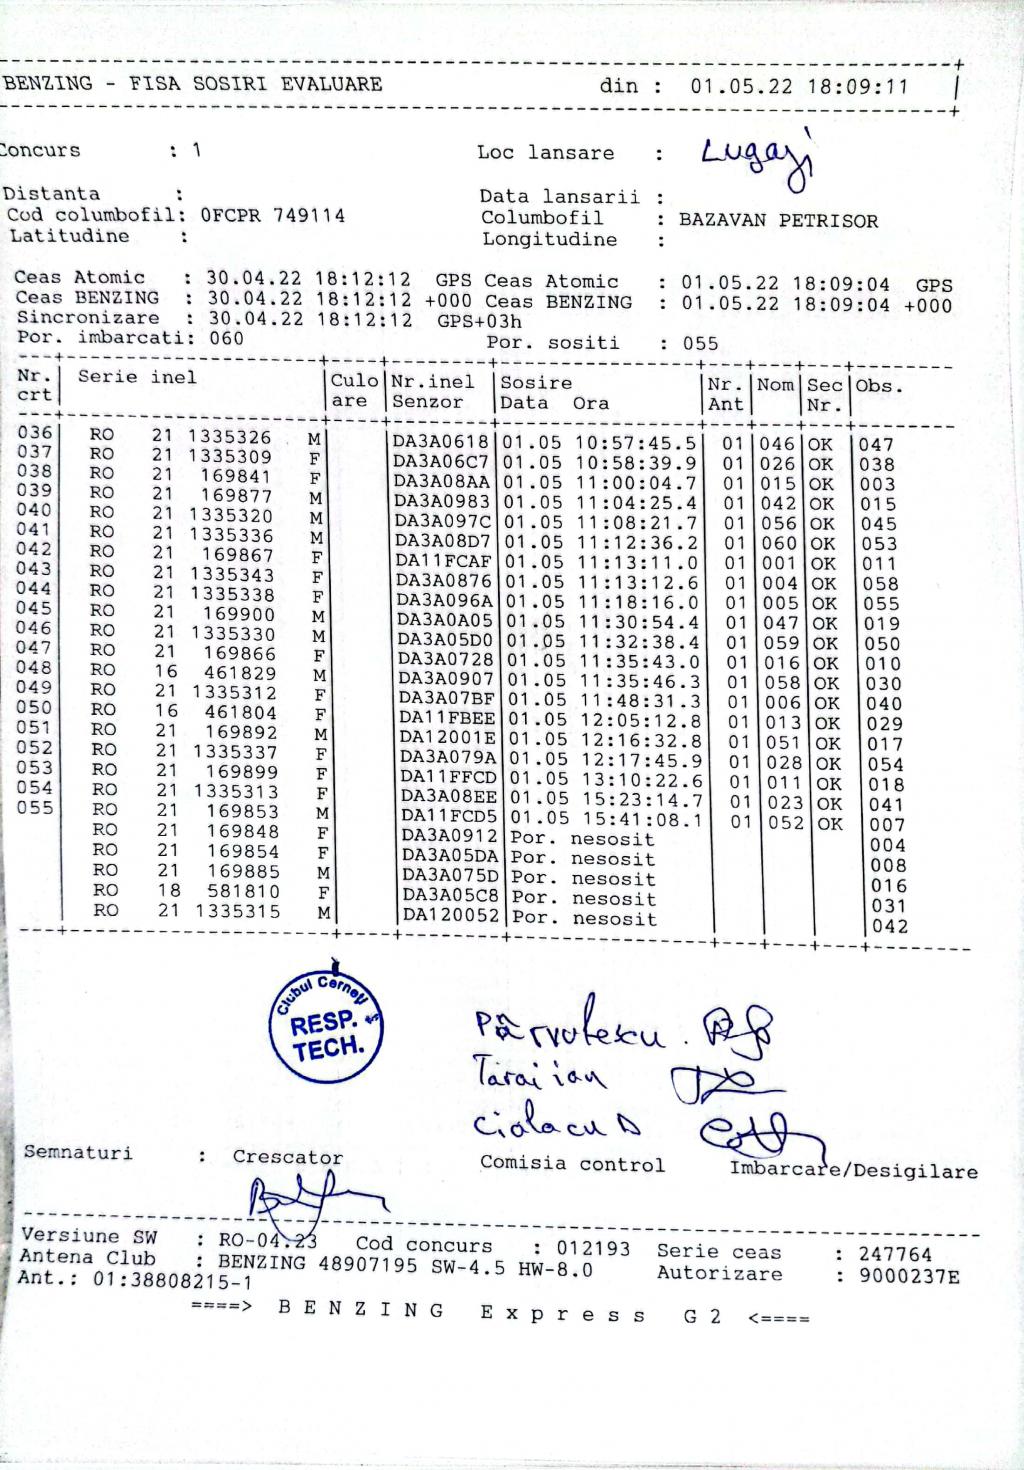 BENZING - FISA SOSIRI EVALUARE din : 01.05.22 18:09:11
Concurs : 1 Loc lansare : Lugaj
Distanta : Data lansarii :
Cod columbofil: 0FCPR 749114 Columbofil : BAZAVAN PETRISOR
Latitudine : Longitudine :
Ceas Atomic : 30.04.22 18:12:12 GPS Ceas Atomic : 01.05.22 18:09:04 GPS
Ceas BENZING : 30.04.22 18:12:12 +000 Ceas BENZING : 01.05.22 18:09:04 +000
Sincronizare : 30.04.22 18:12:12 GPS+03h
Por. imbarcati: 060 Por. sositi : 055
Nr. Serie inel Culo Nr.inel Sosire Nr. Nom Sec Obs.
crt are Senzor Data Ora Ant Nr.
036 RO 21 1335326 M DA3A0618 01.05 10:57:45.5 01 046 OK 047
037 RO 21 1335309 F DA3A06C7 01.05 10:58:39.9 01 026 OK 038
038 RO 21 169841 F DA3A08AA 01.05 11:00:04.7 01 015 OK 003
039 RO 21 169877 M DA3A0983 01.05 11:04:25.4 01 042 OK 015
040 RO 21 1335320 M DA3A097C 01.05 11:08:21.7 01 056 OK 045
041 RO 21 1335336 M DA3A08D7 01.05 11:12:36.2 01 060 OK 053
042 RO 21 169867 F DA11FCAF 01.05 11:13:11.0 01 001 OK 011
043 RO 21 1335343 F DA3A0876 01.05 11:13:12.6 01 004 OK 058
044 RO 21 1335338 F DA3A096A 01.05 11:18:16.0 01 005 OK 055
045 RO 21 169900 M DA3A0A05 01.05 11:30:54.4 01 047 OK 019
046 RO 21 1335330 M DA3A05D0 01.05 11:32:38.4 01 059 OK 050
047 RO 21 169866 F DA3A0728 01.05 11:35:43.0 01 016 OK 010
048 RO 16 461829 M DA3A0907 01.05 11:35:46.3 01 058 OK 030
049 RO 21 1335312 F DA3A07BF 01.05 11:48:31.3 01 006 OK 040
050 RO 16 461804 F DA11FBEE 01.05 12:05:12.8 01 013 OK 029
051 RO 21 169892 M DA12001E 01.05 12:16:32.8 01 051 OK 017
052 RO 21 1335337 F DA3A079A 01.05 12:17:45.9 01 028 OK 054
053 RO 21 169899 F DA11FFCD 01.05 13:10:22.6 01 011 OK 018
054 RO 21 1335313 F DA3A08EE 01.05 15:23:14.7 01 023 OK 041
055 RO 21 169853 M DA11FCD5 01.05 15:41:08.1 01 052 OK 007
RO 21 169848 F DA3A0912 Por. nesosit 004
RO 21 169854 F DA3A05DA Por. nesosit 008
RO 21 169885 M DA3A075D Por. nesosit 016
RO 18 581810 F DA3A05C8 Por. nesosit 031
RO 21 1335315 M DA120052 Por. nesosit 042
Clubul Cerneți
RESP.
TECH.
Pârvulescu
Tarai ian
Ciolacu D
Semnaturi : Crescator Comisia control Imbarcare/Desigilare
Versiune SW : RO-04.23 Cod concurs : 012193 Serie ceas : 247764
Antena Club : BENZING 48907195 SW-4.5 HW-8.0 Autorizare : 9000237E
Ant.: 01:38808215-1
====> B E N Z I N G E x p r e s s G 2 <====